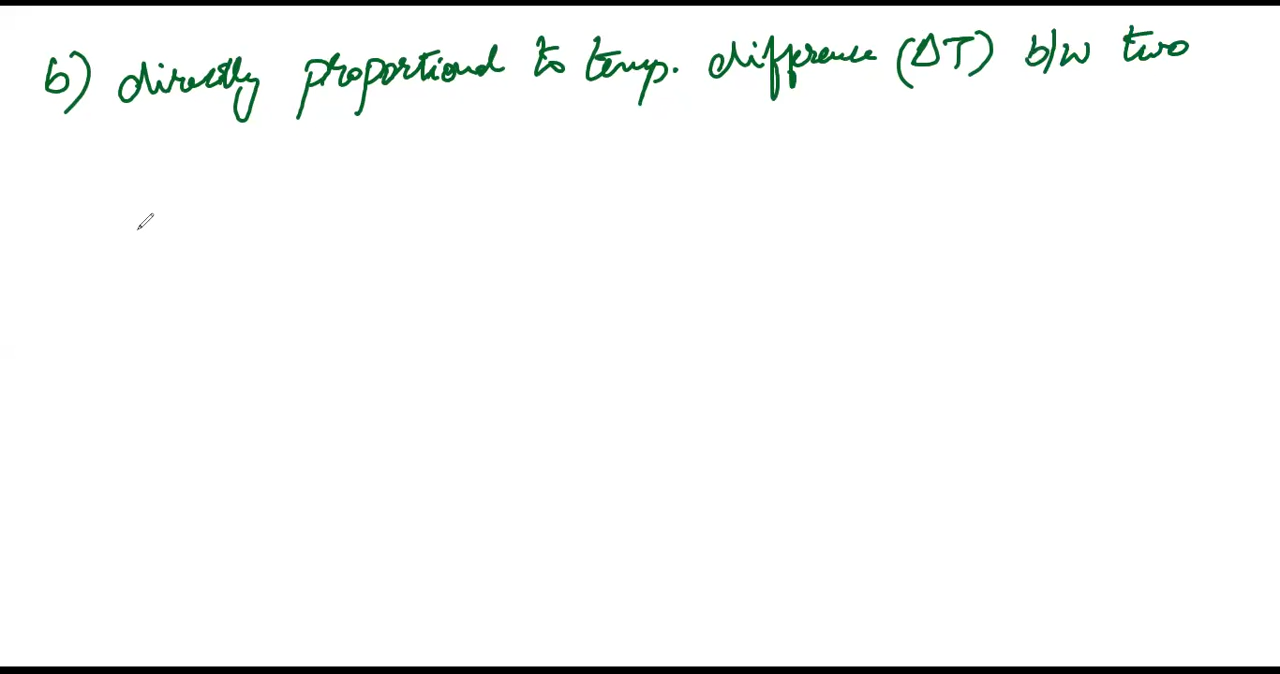 b) directly proportional to temp. difference (ΔT) b/w two